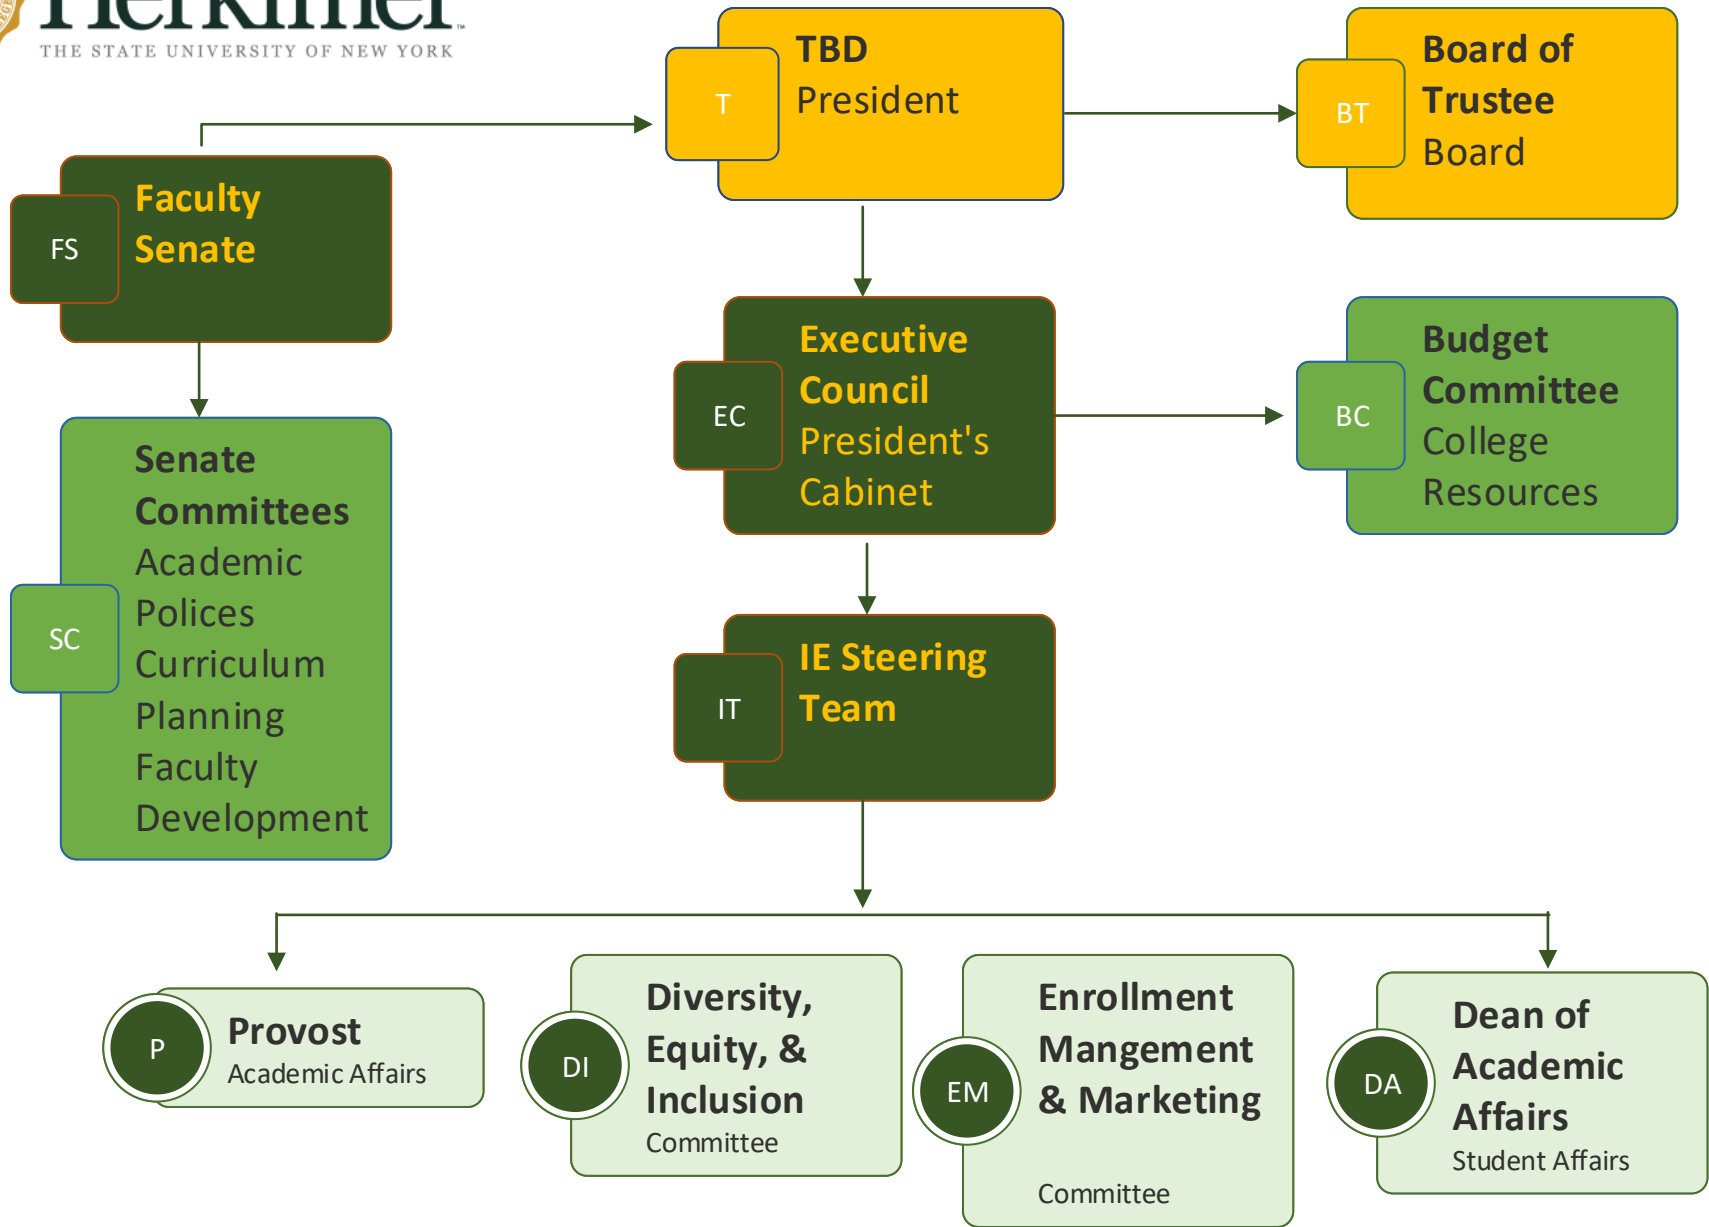 Herkimer™
THE STATE UNIVERSITY OF NEW YORK
TBD
President
T
Board of
Trustee
Board
BT
Faculty
Senate
FS
Executive
Council
President's
Cabinet
EC
Budget
Committee
College
Resources
BC
Senate
Committees
Academic
Polices
Curriculum
Planning
Faculty
Development
SC
IE Steering
Team
IT
Provost
Academic Affairs
P
Diversity,
Equity, &
Inclusion
Committee
DI
Enrollment
Mangement
& Marketing
Committee
EM
Dean of
Academic
Affairs
Student Affairs
DA